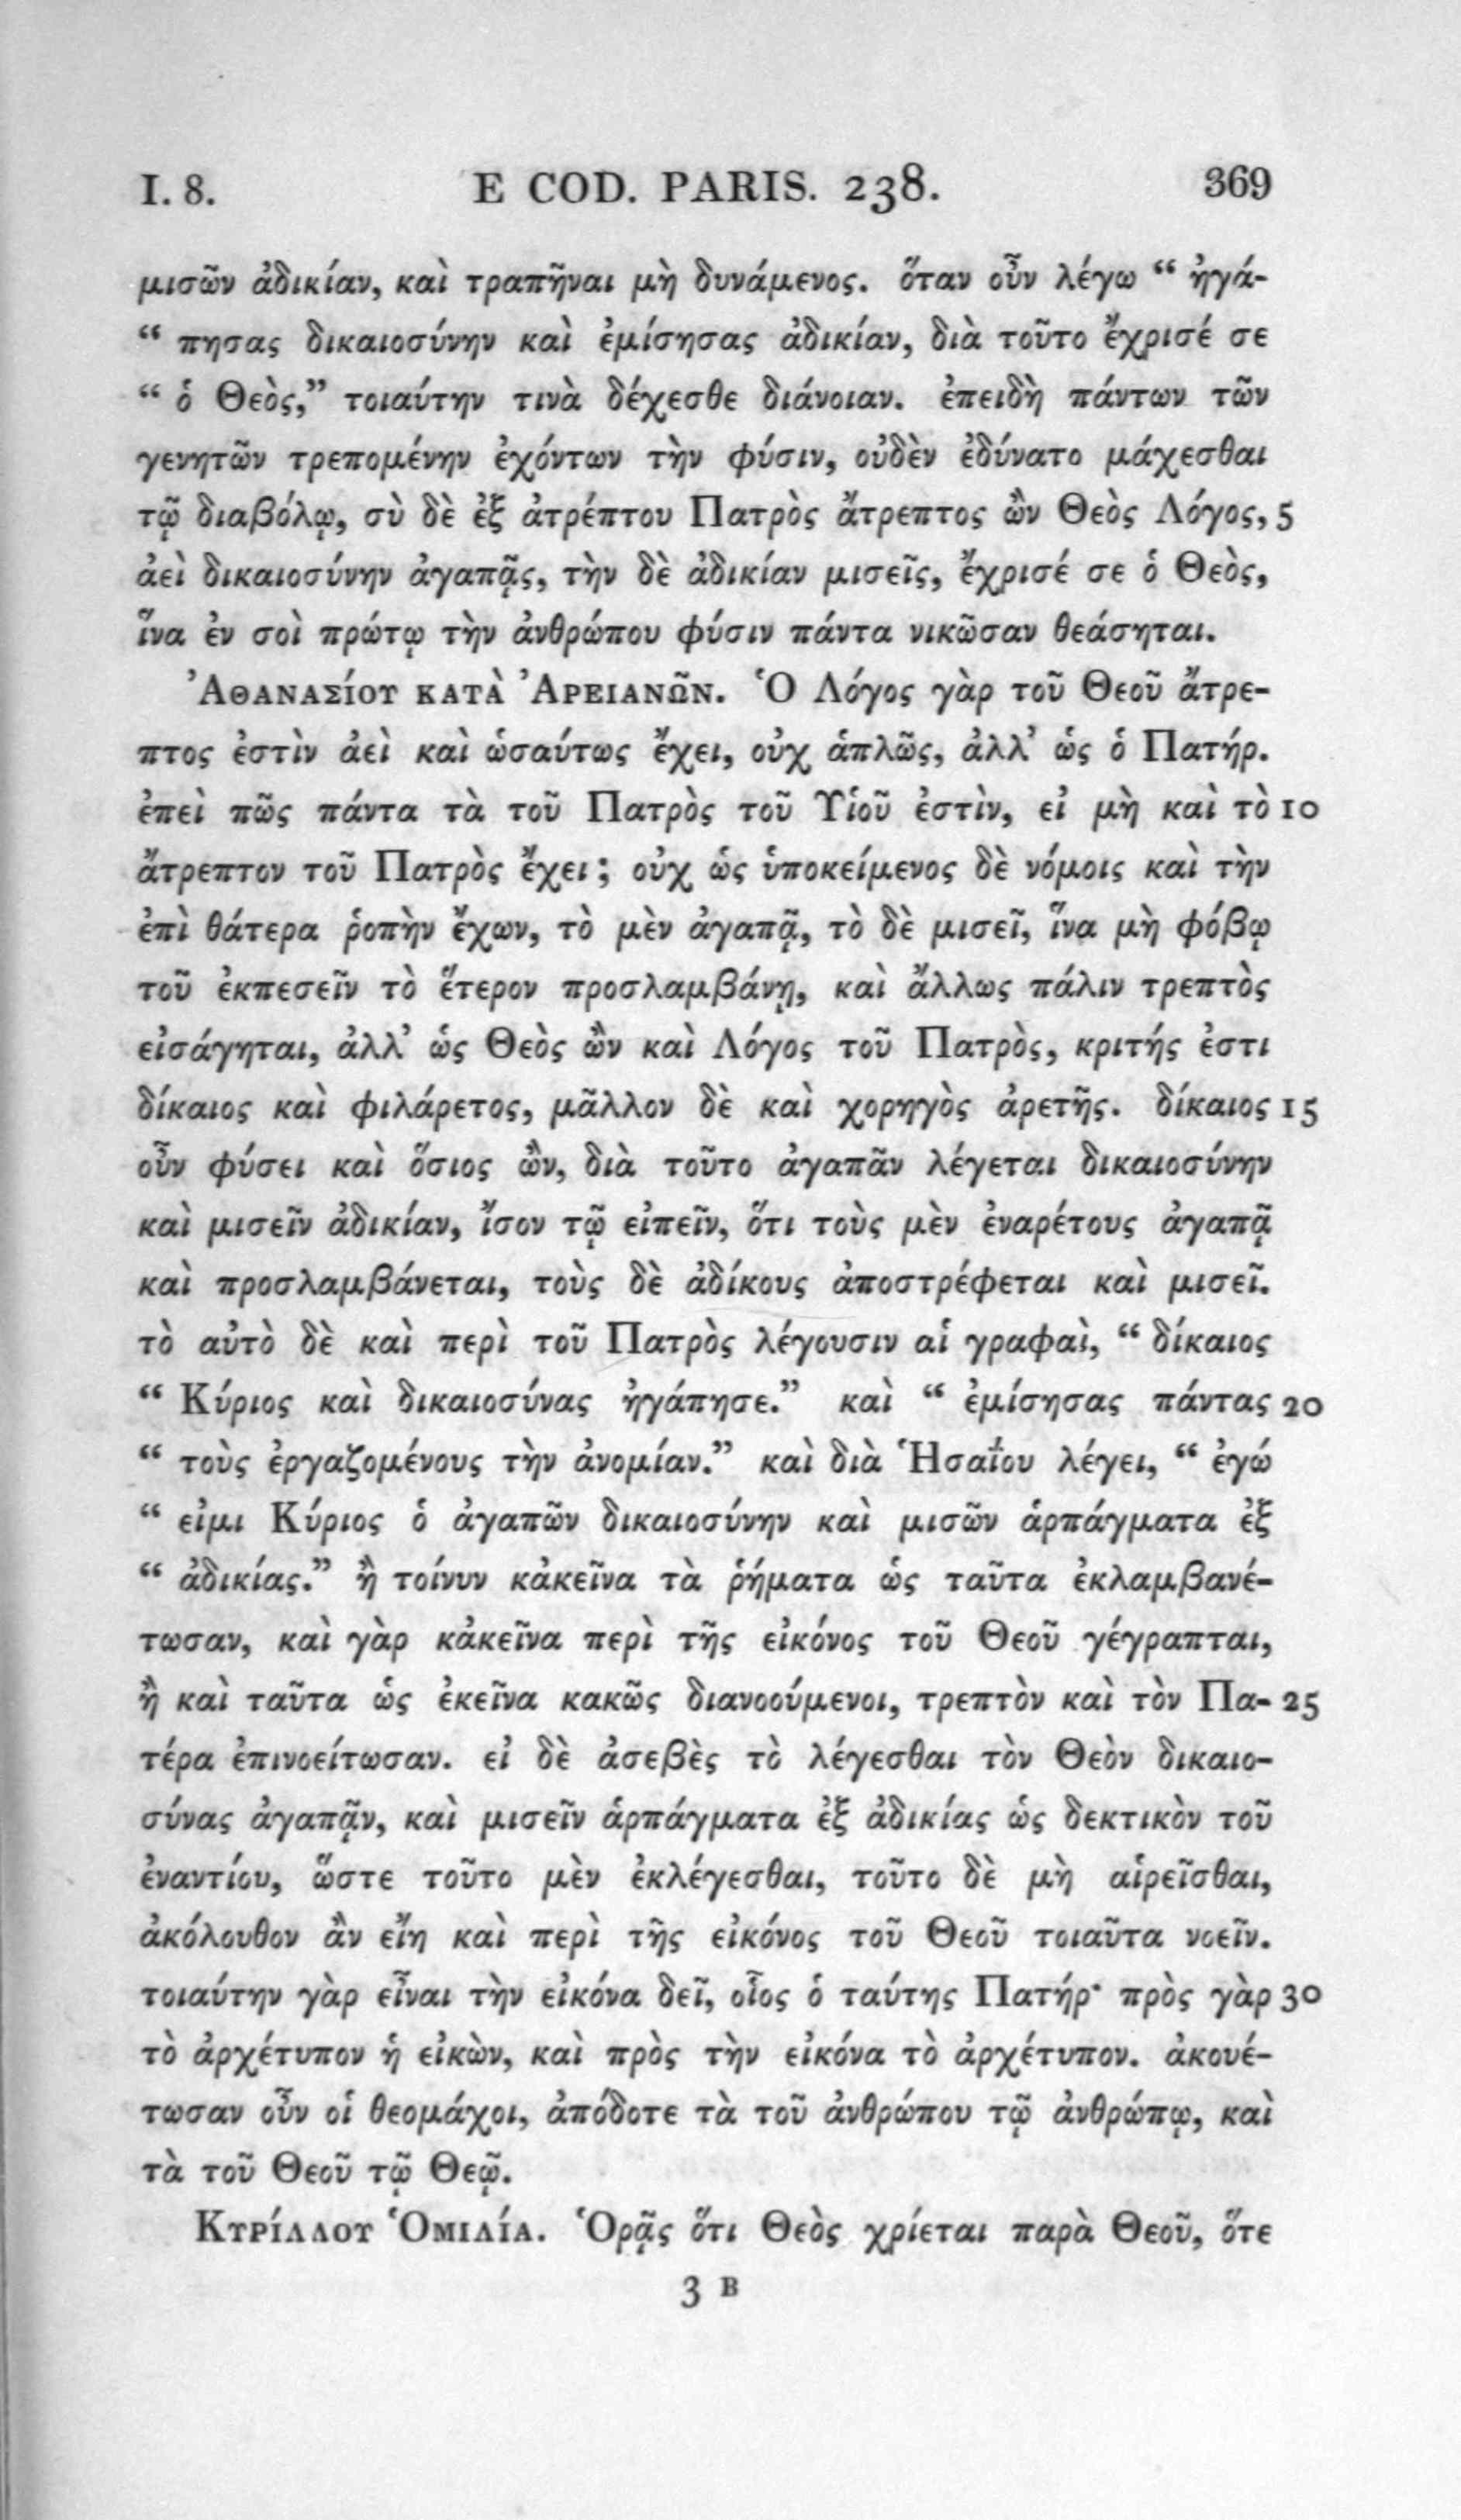 I. 8. E COD. PARIS. 238. 369
μισῶν ἀδικίαν, καὶ τραπῆναι μὴ δυνάμενος. ὅταν οὖν λέγω “ ἠγά-
“ πησας δικαιοσύνην καὶ ἐμίσησας ἀδικίαν, διὰ τοῦτο ἔχρισέ σε
“ ὁ Θεὸς,” τοιαύτην τινὰ δέχεσθε διάνοιαν. ἐπειδὴ πάντων τῶν
γενητῶν τρεπομένην ἐχόντων τὴν φύσιν, οὐδὲν ἐδύνατο μάχεσθαι
τῷ διαβόλῳ, σὺ δὲ ἐξ ἀτρέπτου Πατρὸς ἄτρεπτος ὢν Θεὸς Λόγος, 5
ἀεὶ δικαιοσύνην ἀγαπᾷς, τὴν δὲ ἀδικίαν μισεῖς, ἔχρισέ σε ὁ Θεὸς,
ἵνα ἐν σοὶ πρώτῳ τὴν ἀνθρώπου φύσιν πάντα νικῶσαν θεάσηται.
ἈΘΑΝΑΣΊΟΥ ΚΑΤᾺ ἈΡΕΙΑΝΩ͂Ν. Ὁ Λόγος γὰρ τοῦ Θεοῦ ἄτρε-
πτος ἐστὶν ἀεὶ καὶ ὡσαύτως ἔχει, οὐχ ἁπλῶς, ἀλλ’ ὡς ὁ Πατήρ.
ἐπεὶ πῶς πάντα τὰ τοῦ Πατρὸς τοῦ Υἱοῦ ἐστὶν, εἰ μὴ καὶ τὸ 10
ἄτρεπτον τοῦ Πατρὸς ἔχει; οὐχ ὡς ὑποκείμενος δὲ νόμοις καὶ τὴν
ἐπὶ θάτερα ῥοπὴν ἔχων, τὸ μὲν ἀγαπᾷ, τὸ δὲ μισεῖ, ἵνα μὴ φόβῳ
τοῦ ἐκπεσεῖν τὸ ἕτερον προσλαμβάνῃ, καὶ ἄλλως πάλιν τρεπτὸς
εἰσάγηται, ἀλλ’ ὡς Θεὸς ὢν καὶ Λόγος τοῦ Πατρὸς, κριτής ἐστι
δίκαιος καὶ φιλάρετος, μᾶλλον δὲ καὶ χορηγὸς ἀρετῆς. δίκαιος 15
οὖν φύσει καὶ ὅσιος ὢν, διὰ τοῦτο ἀγαπᾶν λέγεται δικαιοσύνην
καὶ μισεῖν ἀδικίαν, ἴσον τῷ εἰπεῖν, ὅτι τοὺς μὲν ἐναρέτους ἀγαπᾷ
καὶ προσλαμβάνεται, τοὺς δὲ ἀδίκους ἀποστρέφεται καὶ μισεῖ.
τὸ αὐτὸ δὲ καὶ περὶ τοῦ Πατρὸς λέγουσιν αἱ γραφαὶ, “ δίκαιος
“ Κύριος καὶ δικαιοσύνας ἠγάπησε.” καὶ “ ἐμίσησας πάντας 20
“ τοὺς ἐργαζομένους τὴν ἀνομίαν.” καὶ διὰ Ἡσαΐου λέγει, “ ἐγώ
“ εἰμι Κύριος ὁ ἀγαπῶν δικαιοσύνην καὶ μισῶν ἁρπάγματα ἐξ
“ ἀδικίας.” ἢ τοίνυν κἀκεῖνα τὰ ῥήματα ὡς ταῦτα ἐκλαμβανέ-
τωσαν, καὶ γὰρ κἀκεῖνα περὶ τῆς εἰκόνος τοῦ Θεοῦ γέγραπται,
ἢ καὶ ταῦτα ὡς ἐκεῖνα κακῶς διανοούμενοι, τρεπτὸν καὶ τὸν Πα- 25
τέρα ἐπινοείτωσαν. εἰ δὲ ἀσεβὲς τὸ λέγεσθαι τὸν Θεὸν δικαιο-
σύνας ἀγαπᾷν, καὶ μισεῖν ἁρπάγματα ἐξ ἀδικίας ὡς δεκτικὸν τοῦ
ἐναντίου, ὥστε τοῦτο μὲν ἐκλέγεσθαι, τοῦτο δὲ μὴ αἱρεῖσθαι,
ἀκόλουθον ἂν εἴη καὶ περὶ τῆς εἰκόνος τοῦ Θεοῦ τοιαῦτα νοεῖν.
τοιαύτην γὰρ εἶναι τὴν εἰκόνα δεῖ, οἷος ὁ ταύτης Πατήρ· πρὸς γὰρ 30
τὸ ἀρχέτυπον ἡ εἰκὼν, καὶ πρὸς τὴν εἰκόνα τὸ ἀρχέτυπον. ἀκουέ-
τωσαν οὖν οἱ θεομάχοι, ἀπόδοτε τὰ τοῦ ἀνθρώπου τῷ ἀνθρώπῳ, καὶ
τὰ τοῦ Θεοῦ τῷ Θεῷ.
ΚΥΡΊΛΛΟΥ ὉΜΙΛΊΑ. Ὁρᾷς ὅτι Θεὸς χρίεται παρὰ Θεοῦ, ὅτε
3 B